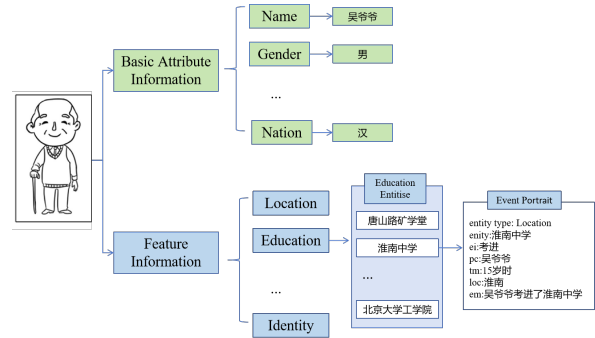 Name
吴爷爷
Gender
男
Basic Attribute
Information
...
Nation
汉
Feature
Information
Location
Education
...
Identity
Education
Entitise
唐山路矿学堂
淮南中学
...
北京大学工学院
Event Portrait
entity type: Location
enity:淮南中学
ei:考进
pc:吴爷爷
tm:15岁时
loc:淮南
em:吴爷爷考进了淮南中学